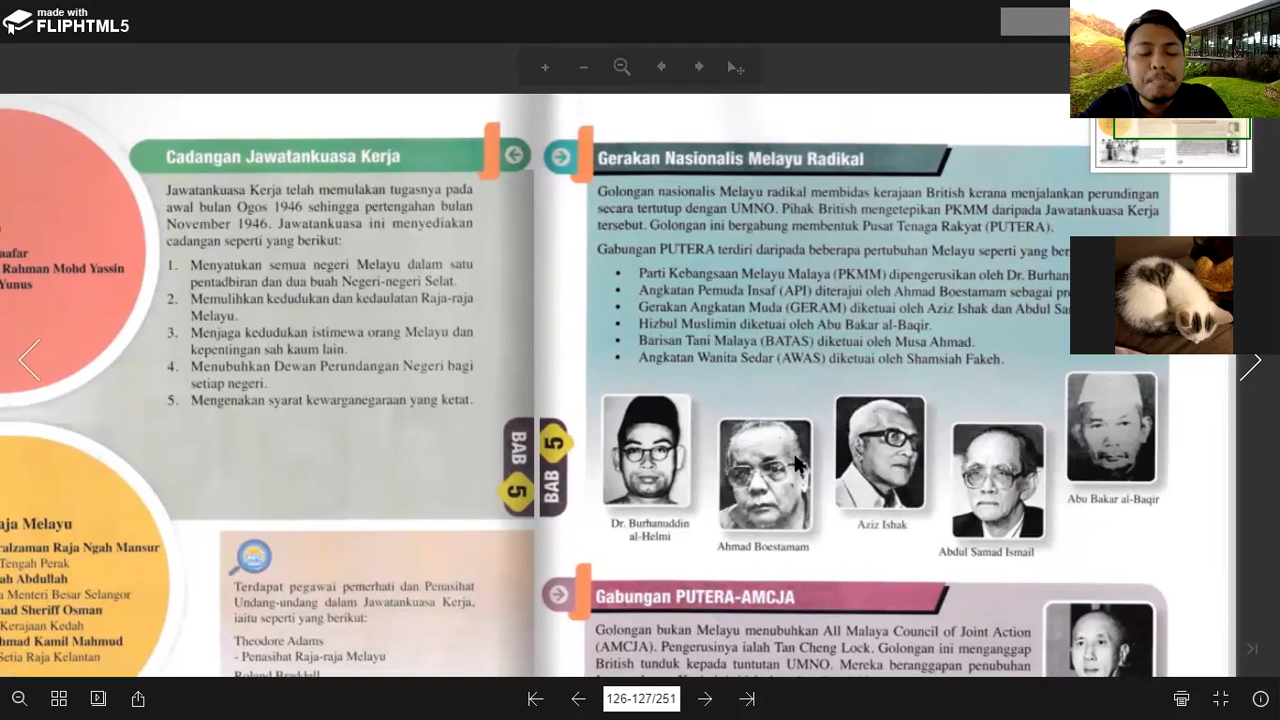 made with
FLIPHTML5
aafar
Rahman Mohd Yassin
Yunus
aja Melayu
ralzaman Raja Ngah Mansur
Tengah Perak
ah Abdullah
a Menteri Besar Selangor
nad Sheriff Osman
Kerajaan Kedah
hmad Kamil Mahmud
Setia Raja Kelantan
Cadangan Jawatankuasa Kerja
Jawatankuasa Kerja telah memulakan tugasnya pada
awal bulan Ogos 1946 sehingga pertengahan bulan
November 1946. Jawatankuasa ini menyediakan
cadangan seperti yang berikut:
1. Menyatukan semua negeri Melayu dalam satu
pentadbiran dan dua buah Negeri-negeri Selat.
2. Memulihkan kedudukan dan kedaulatan Raja-raja
Melayu.
3. Menjaga kedudukan istimewa orang Melayu dan
kepentingan sah kaum lain.
4. Menubuhkan Dewan Perundangan Negeri bagi
setiap negeri.
5. Mengenakan syarat kewarganegaraan yang ketat.
BAB 5
Terdapat pegawai pemerhati dan Penasihat
Undang-undang dalam Jawatankuasa Kerja,
iaitu seperti yang berikut:
Theodore Adams
- Penasihat Raja-raja Melayu
Roland Braddell
BAB 5
Gerakan Nasionalis Melayu Radikal
Golongan nasionalis Melayu radikal membidas kerajaan British kerana menjalankan perundingan
secara tertutup dengan UMNO. Pihak British mengetepikan PKMM daripada Jawatankuasa Kerja
tersebut. Golongan ini bergabung membentuk Pusat Tenaga Rakyat (PUTERA).
Gabungan PUTERA terdiri daripada beberapa pertubuhan Melayu seperti yang ber
• Parti Kebangsaan Melayu Malaya (PKMM) dipengerusikan oleh Dr. Burhan
• Angkatan Pemuda Insaf (API) diterajui oleh Ahmad Boestamam sebagai pr
• Gerakan Angkatan Muda (GERAM) diketuai oleh Aziz Ishak dan Abdul Sa
• Hizbul Muslimin diketuai oleh Abu Bakar al-Baqir.
• Barisan Tani Malaya (BATAS) diketuai oleh Musa Ahmad.
• Angkatan Wanita Sedar (AWAS) diketuai oleh Shamsiah Fakeh.
Dr. Burhanuddin
al-Helmi
Ahmad Boestamam
Aziz Ishak
Abdul Samad Ismail
Abu Bakar al-Baqir
Gabungan PUTERA-AMCJA
Golongan bukan Melayu menubuhkan All Malaya Council of Joint Action
(AMCJA). Pengerusinya ialah Tan Cheng Lock. Golongan ini menganggap
British tunduk kepada tuntutan UMNO. Mereka beranggapan penubuhan
126-127/251